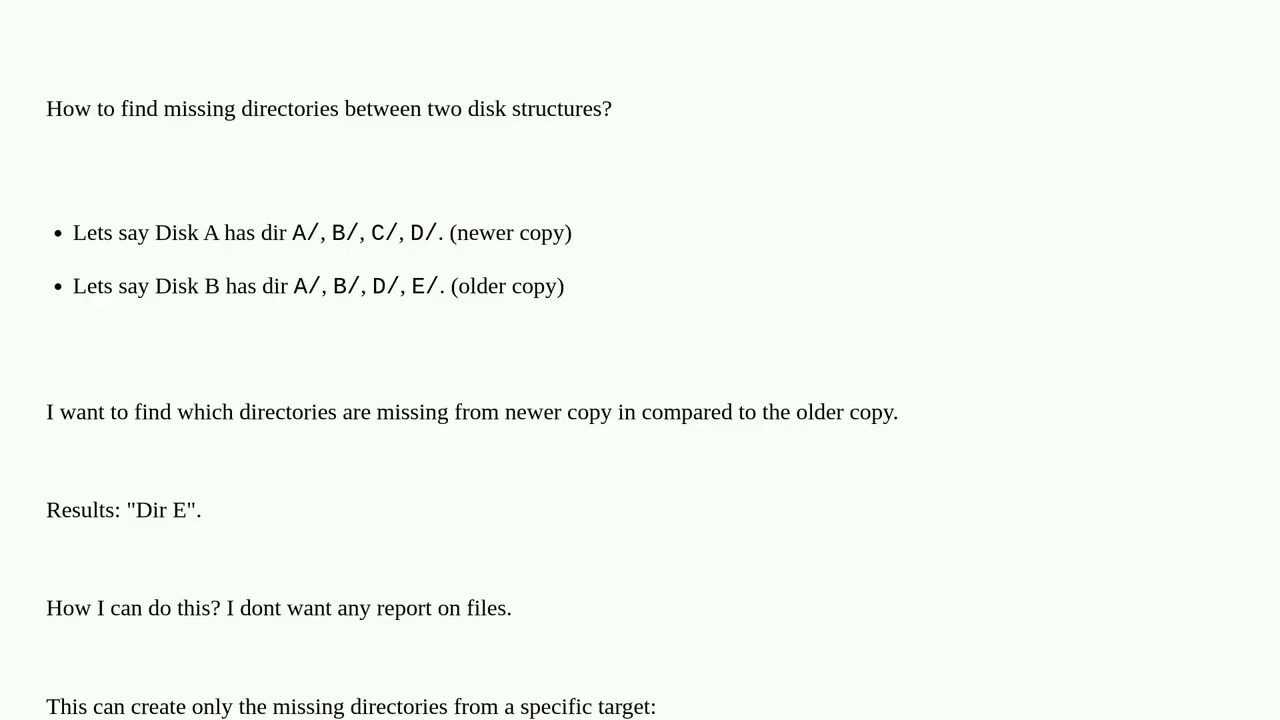 How to find missing directories between two disk structures?
• Lets say Disk A has dir A/, B/, C/, D/. (newer copy)
• Lets say Disk B has dir A/, B/, D/, E/. (older copy)
I want to find which directories are missing from newer copy in compared to the older copy.
Results: "Dir E".
How I can do this? I dont want any report on files.
This can create only the missing directories from a specific target: